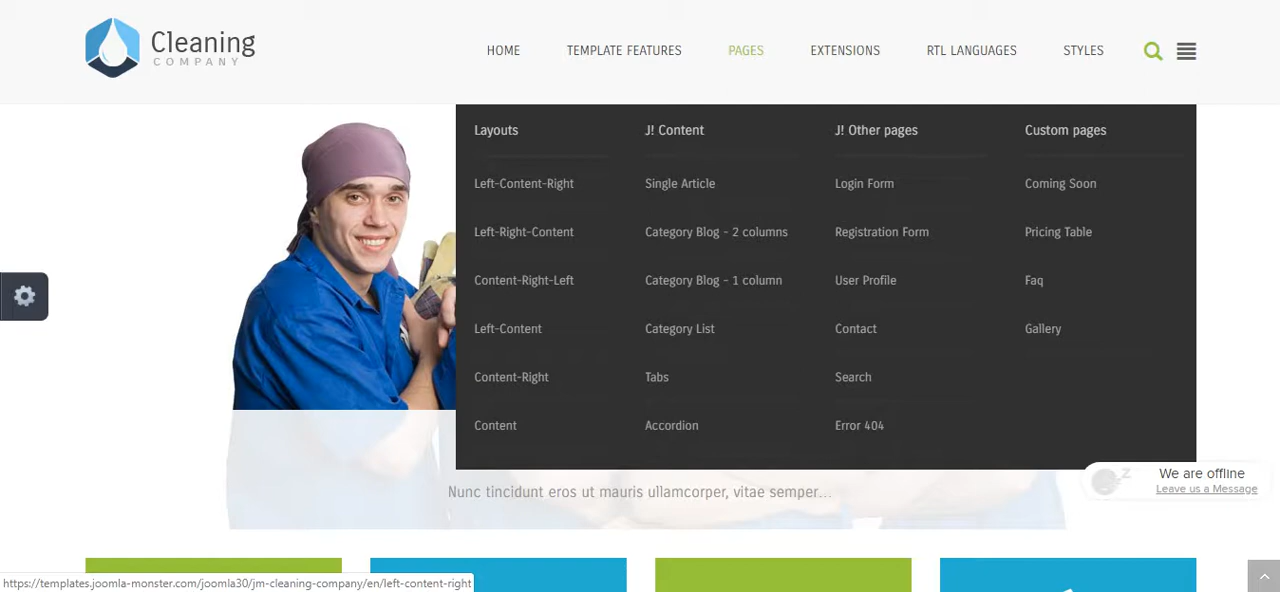 Cleaning
COMPANY
HOME TEMPLATE FEATURES PAGES EXTENSIONS RTL LANGUAGES STYLES
Layouts J! Content J! Other pages Custom pages
Left-Content-Right Single Article Login Form Coming Soon
Left-Right-Content Category Blog - 2 columns Registration Form Pricing Table
Content-Right-Left Category Blog - 1 column User Profile Faq
Left-Content Category List Contact Gallery
Content-Right Tabs Search
Content Accordion Error 404
We are offline
Leave us a Message
Nunc tincidunt eros ut mauris ullamcorper, vitae semper...
https://templates.joomla-monster.com/joomla30/jm-cleaning-company/en/left-content-right